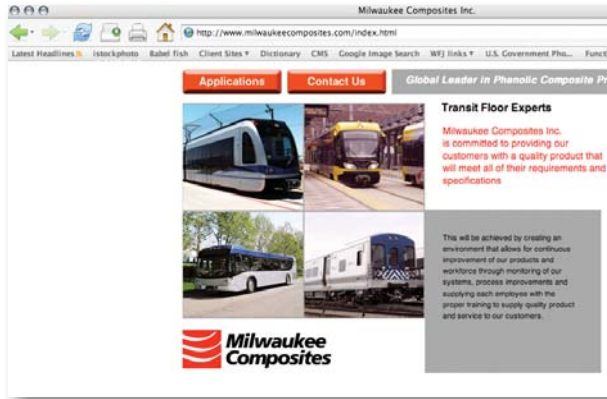 Milwaukee Composites Inc.
http://www.milwaukeecomposites.com/index.html
Latest Headlines istockphoto Babel fish Client Sites Dictionary CMS Google Image Search WFJ links U.S. Government Pho... Funct
Applications Contact Us Global Leader in Phenolic Composite Pr
Transit Floor Experts
Milwaukee Composites Inc.
is committed to providing our
customers with a quality product that
will meet all of their requirements and
specifications
This will be achieved by creating an
environment that allows for continuous
improvement of our products and
workforce through monitoring of our
systems, process improvements and
supplying each employee with the
proper training to supply quality product
and service to our customers.
Milwaukee
Composites